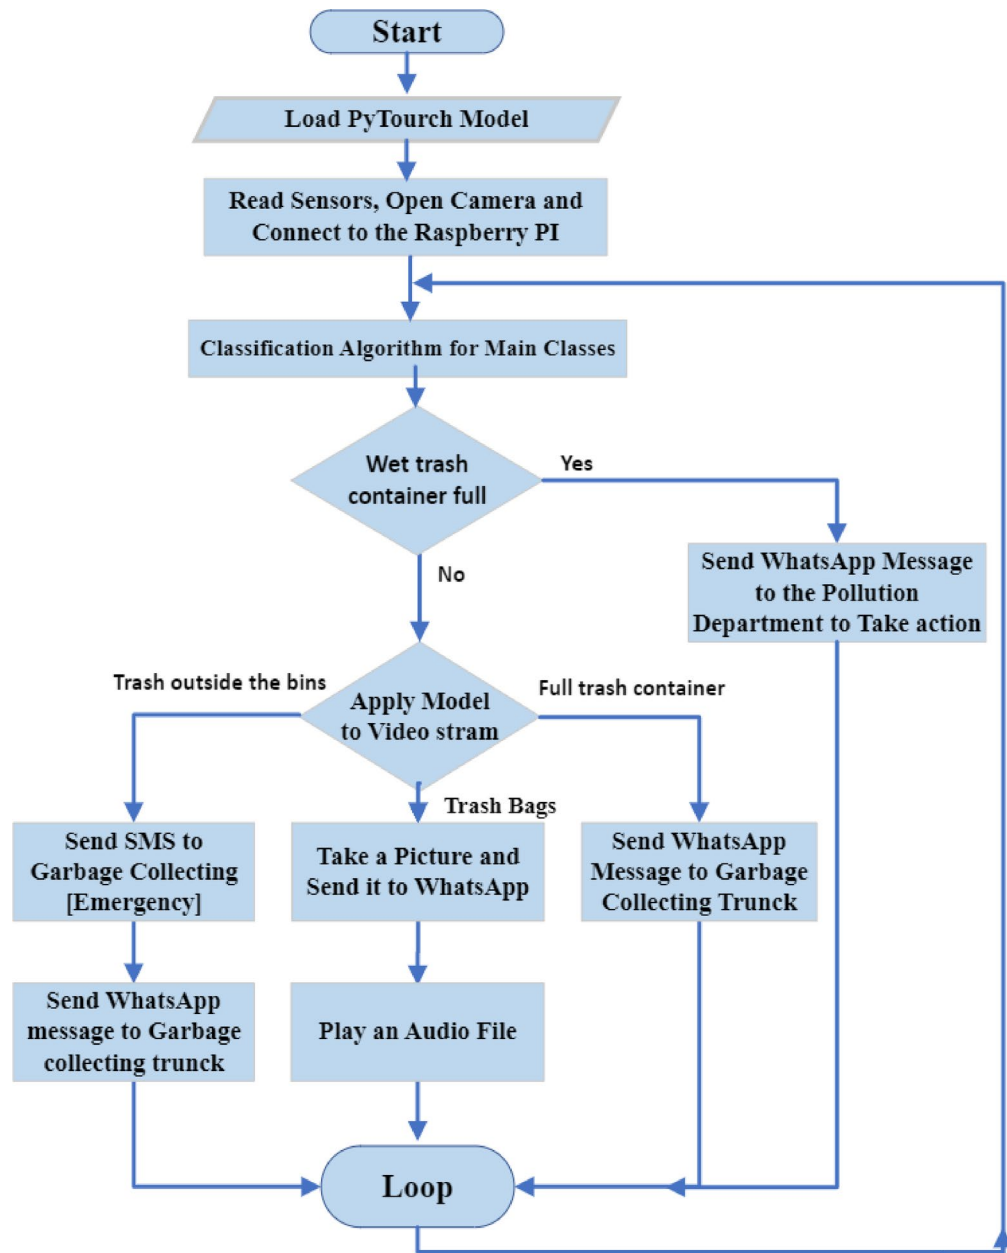 Start
Load PyTourch Model
Read Sensors, Open Camera and
Connect to the Raspberry PI
Classification Algorithm for Main Classes
Wet trash
container full
Yes
No
Send WhatsApp Message
to the Pollution
Department to Take action
Trash outside the bins
Apply Model
to Video stram
Full trash container
Trash Bags
Send SMS to
Garbage Collecting
[Emergency]
Take a Picture and
Send it to WhatsApp
Send WhatsApp
Message to Garbage
Collecting Trunck
Send WhatsApp
message to Garbage
collecting trunck
Play an Audio File
Loop